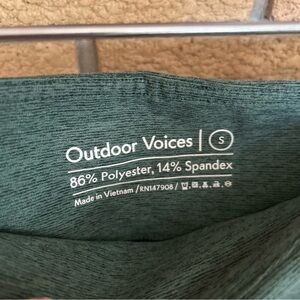 Outdoor Voices | S
86% Polyester, 14% Spandex
Made in Vietnam / RN147908 /